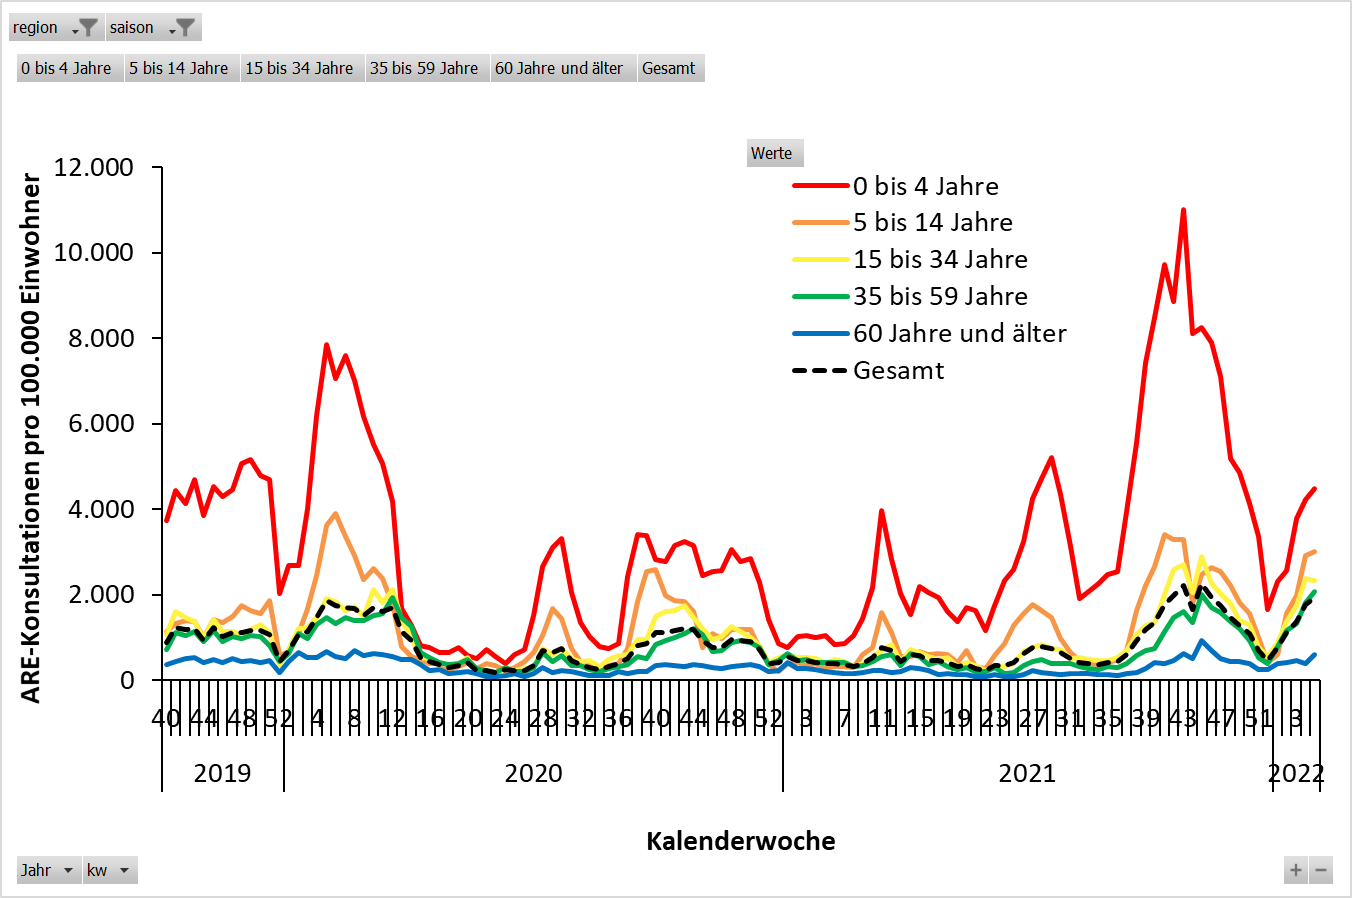 region saison
0 bis 4 Jahre 5 bis 14 Jahre 15 bis 34 Jahre 35 bis 59 Jahre 60 Jahre und älter Gesamt
Werte
0 bis 4 Jahre
5 bis 14 Jahre
15 bis 34 Jahre
35 bis 59 Jahre
60 Jahre und älter
Gesamt
ARE-Konsultationen pro 100.000 Einwohner
12.000
10.000
8.000
6.000
4.000
2.000
0
40 44 48 52 4 8 12 16 20 24 28 32 36 40 44 48 52 3 7 11 15 19 23 27 31 35 39 43 47 51 3
2019 2020 2021 2022
Kalenderwoche
Jahr kw
+ −